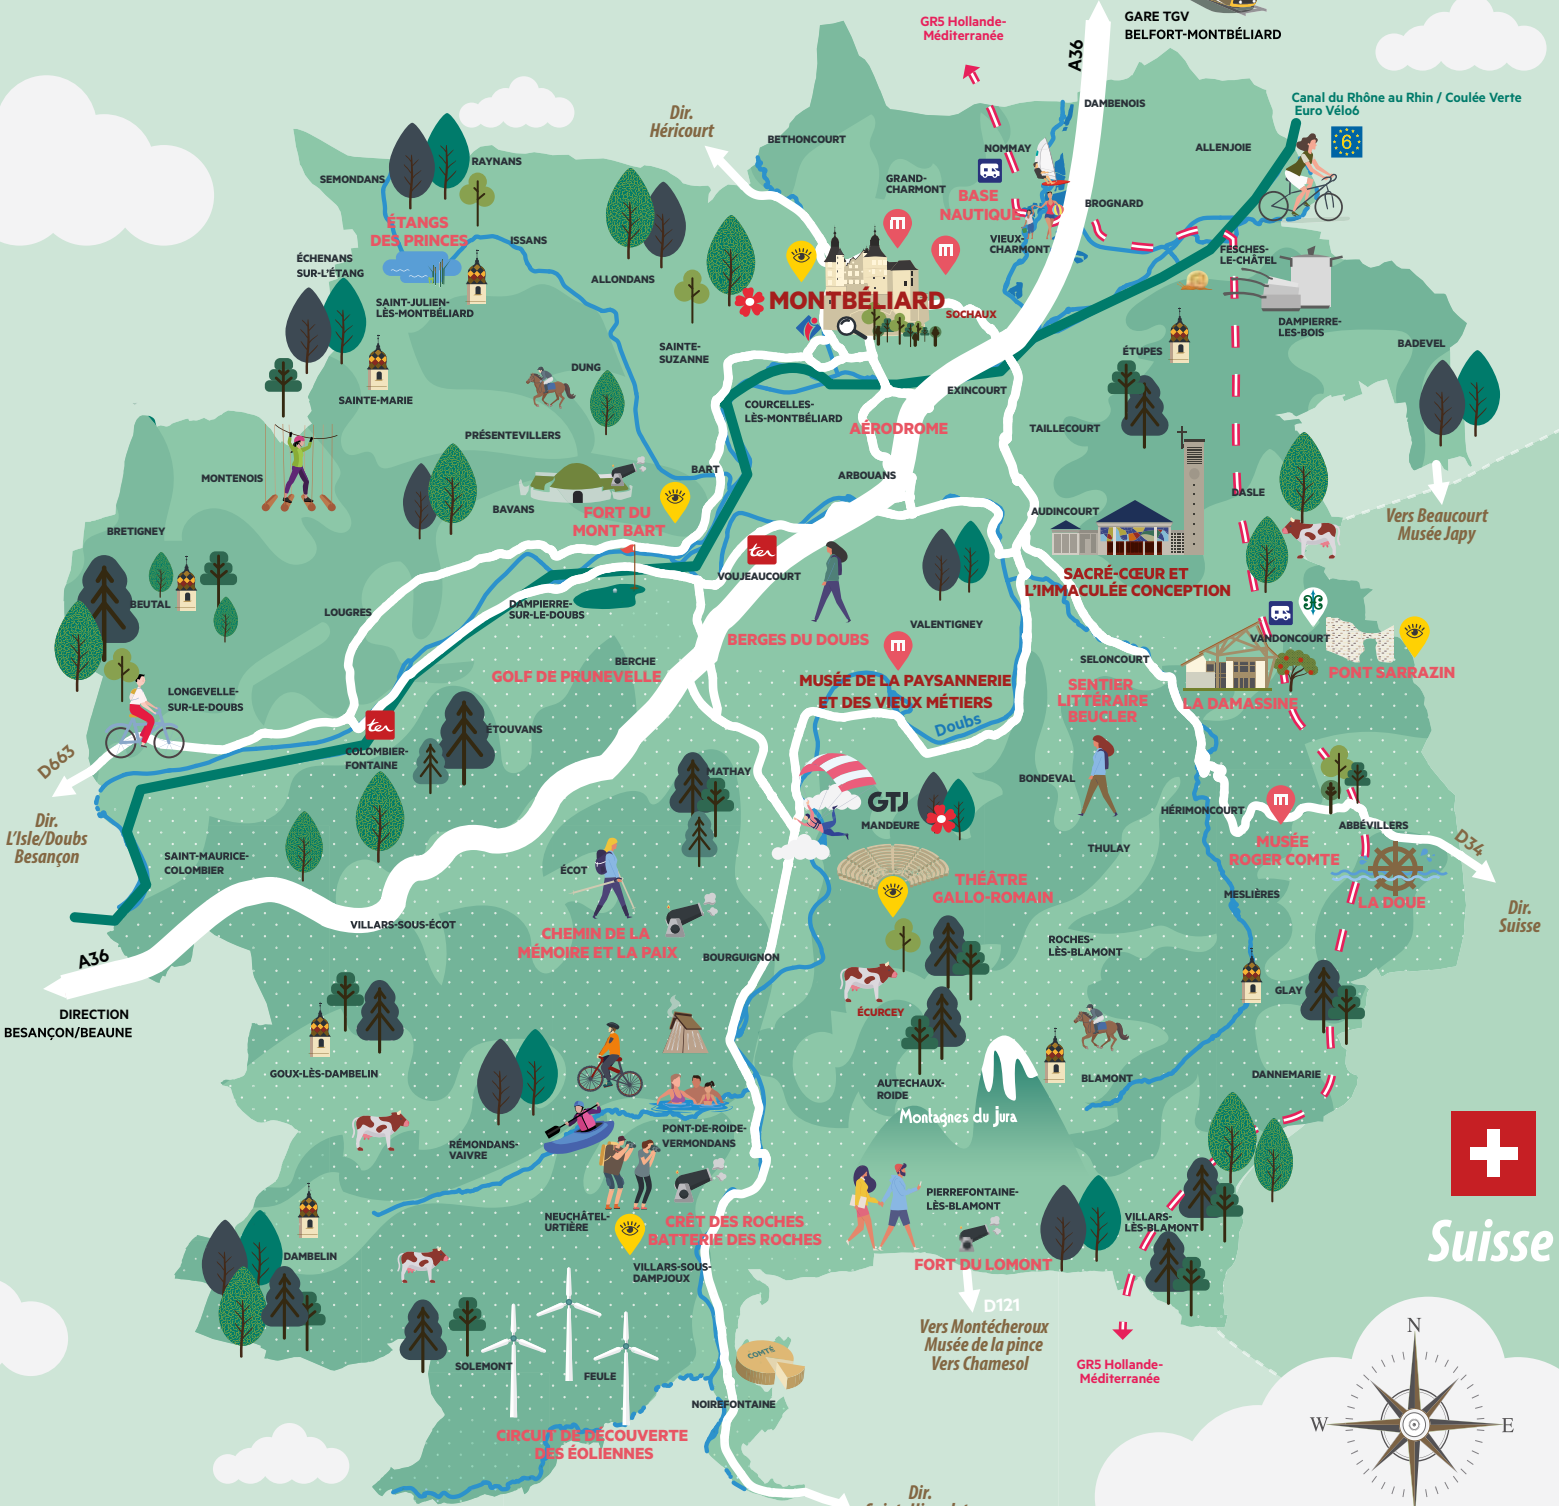 GR5 Hollande-
Méditerranée
A36
GARE TGV
BELFORT-MONTBÉLIARD
Canal du Rhône au Rhin / Coulée Verte
Euro Vélo6
6
Dir.
Héricourt
DAMBENOIS
BETHONCOURT
NOMMAY
ALLENJOIE
RAYNANS
SEMONDANS
GRAND-
CHARMONT
BASE
NAUTIQUE
BROGNARD
ÉTANGS
DES PRINCES
ISSANS
VIEUX-
CHARMONT
FESCHES-
LE-CHÂTEL
ÉCHENANS
SUR-L'ÉTANG
ALLONDANS
m
m
SAINT-JULIEN-
LÈS-MONTBÉLIARD
MONTBÉLIARD
SOCHAUX
DAMPIERRE-
LES-BOIS
SAINTE-
SUZANNE
ÉTUPES
BADEVEL
DUNG
SAINTE-MARIE
EXINCOURT
COURCELLES-
LÈS-MONTBÉLIARD
AÉRODROME
TAILLECOURT
PRÉSENTEVILLERS
MONTENOIS
BART
ARBOUANS
DASLE
BAVANS
FORT DU
MONT BART
AUDINCOURT
Vers Beaucourt
Musée Japy
BRETIGNEY
ter
VOUJEAUCOURT
SACRÉ-CŒUR ET
L'IMMACULÉE CONCEPTION
BEUTAL
LOUGRES
DAMPIERRE-
SUR-LE-DOUBS
VALENTIGNEY
VANDONCOURT
BERGES DU DOUBS
m
BERCHE
GOLF DE PRUNEVELLE
SELONCOURT
PONT SARRAZIN
MUSÉE DE LA PAYSANNERIE
ET DES VIEUX MÉTIERS
SENTIER
LITTÉRAIRE
BEUCLER
LA DAMASSINE
LONGEVELLE-
SUR-LE-DOUBS
Doubs
ter
ÉTOUVANS
COLOMBIER-
FONTAINE
D663
MATHAY
BONDEVAL
GTJ
MANDEURE
HÉRIMONCOURT
m
ABBÉVILLERS
Dir.
L'Isle/Doubs
Besançon
MUSÉE
ROGER COMTE
D34
THULAY
SAINT-MAURICE-
COLOMBIER
ÉCOT
THÉÂTRE
GALLO-ROMAIN
MESLIÈRES
LA DOUE
Dir.
Suisse
VILLARS-SOUS-ÉCOT
CHEMIN DE LA
MÉMOIRE ET LA PAIX
ROCHES-
LÈS-BLAMONT
BOURGUIGNON
A36
GLAY
DIRECTION
BESANÇON/BEAUNE
ÉCURCEY
GOUX-LÈS-DAMBELIN
AUTECHAUX-
ROIDE
BLAMONT
DANNEMARIE
Montagnes du Jura
PONT-DE-ROIDE-
VERMONDANS
RÉMONDANS-
VAIVRE
PIERREFONTAINE-
LÈS-BLAMONT
NEUCHÂTEL-
URTIÈRE
CRÊT DES ROCHES
BATTERIE DES ROCHES
VILLARS-
LÈS-BLAMONT
Suisse
DAMBELIN
VILLARS-SOUS-
DAMPJOUX
FORT DU LOMONT
D121
Vers Montécheroux
Musée de la pince
Vers Chamesol
N
COMTÉ
SOLEMONT
FEULE
GR5 Hollande-
Méditerranée
NOIREFONTAINE
W
E
CIRCUIT DE DÉCOUVERTE
DES ÉOLIENNES
Dir.